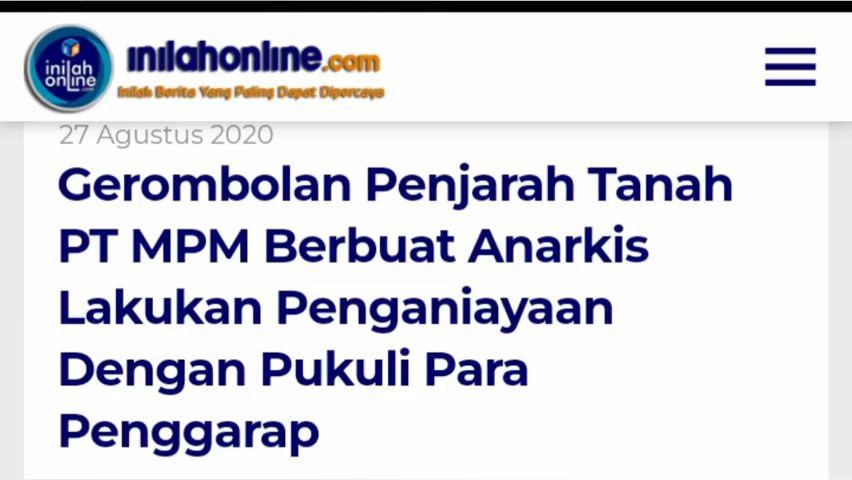 inilah
online
.com
inilahonline.com
Inilah Berita Yang Paling Dapat Dipercaya
27 Agustus 2020
Gerombolan Penjarah Tanah
PT MPM Berbuat Anarkis
Lakukan Penganiayaan
Dengan Pukuli Para
Penggarap